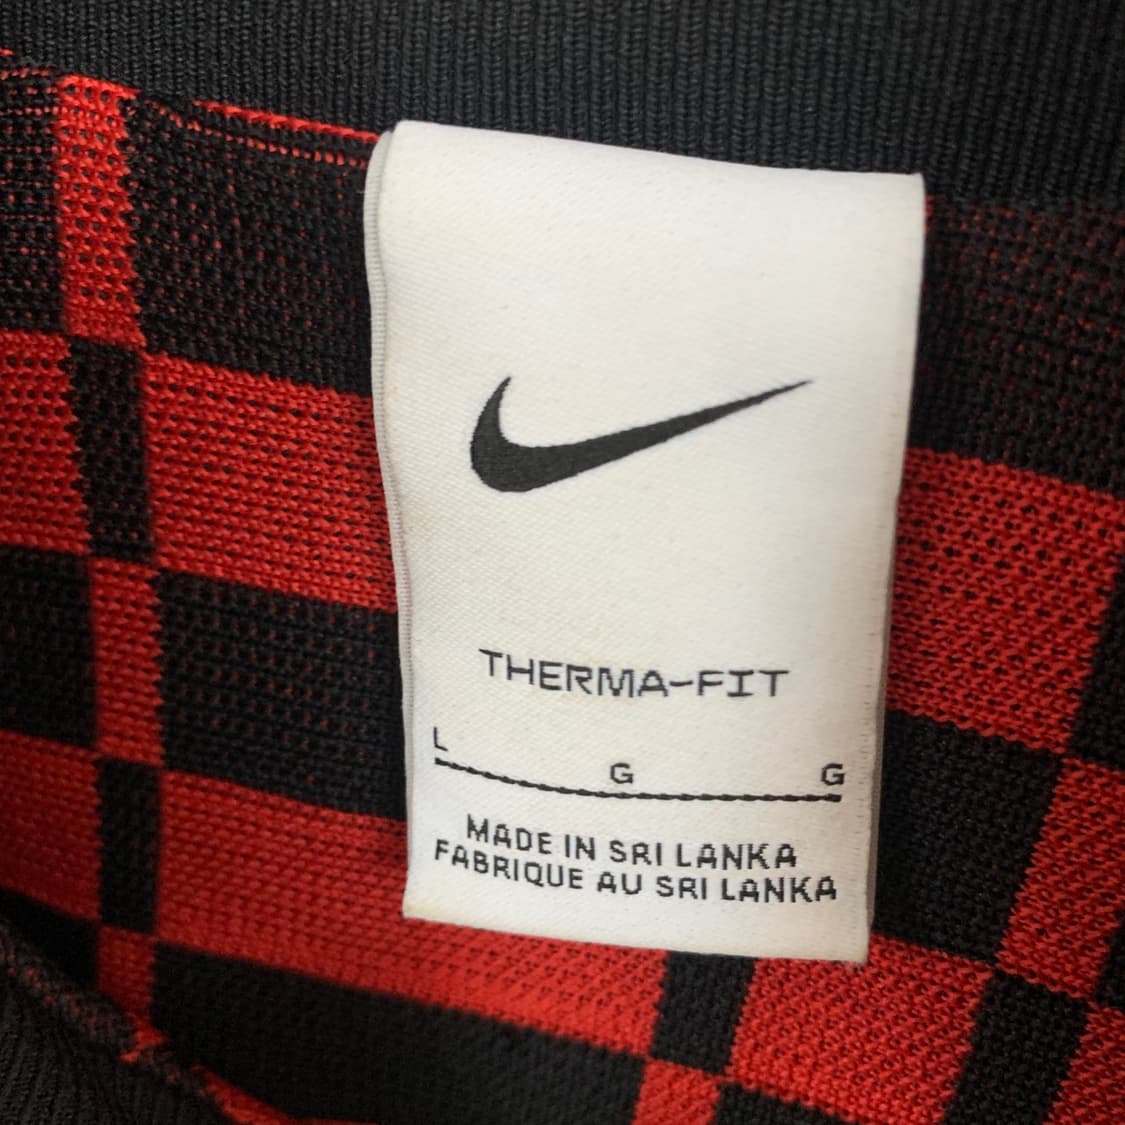 THERMA-FIT
L G G
MADE IN SRI LANKA
FABRIQUE AU SRI LANKA